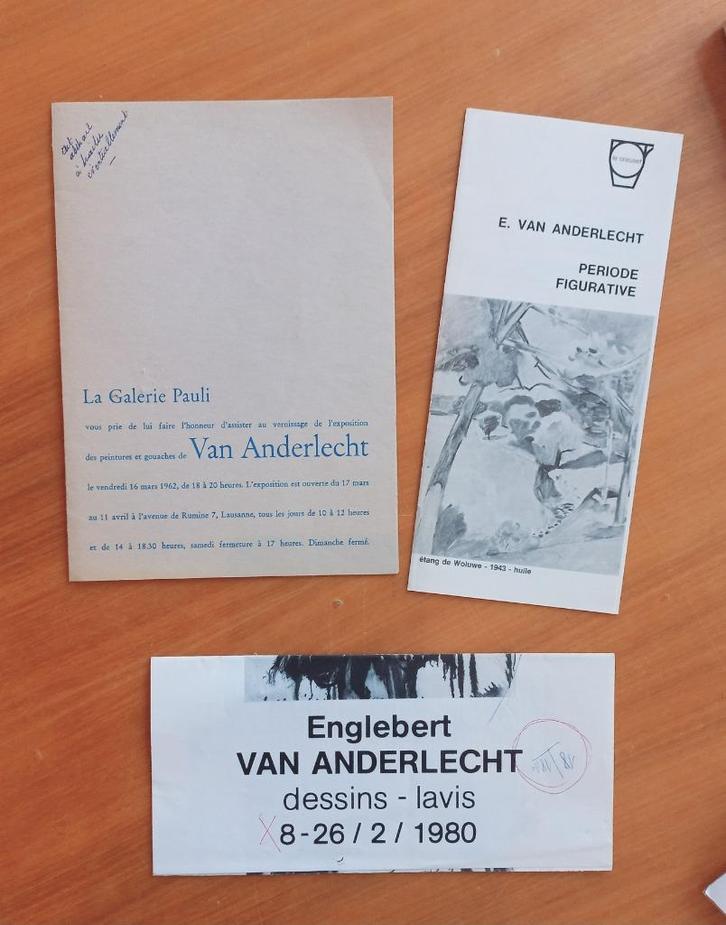 à
éventuellement
La Galerie Pauli
vous prie de lui faire l'honneur d'assister au vernissage de l'exposition
des peintures et gouaches de Van Anderlecht
le vendredi 16 mars 1962, de 18 à 20 heures. L'exposition est ouverte du 17 mars
au 11 avril à l'avenue de Rumine 7, Lausanne, tous les jours de 10 à 12 heures
et de 14 à 18.30 heures, samedi fermeture à 17 heures. Dimanche fermé.
E. VAN ANDERLECHT
PERIODE
FIGURATIVE
étang de Woluwe - 1943 - huile
Englebert
VAN ANDERLECHT
dessins - lavis
8-26 / 2 / 1980